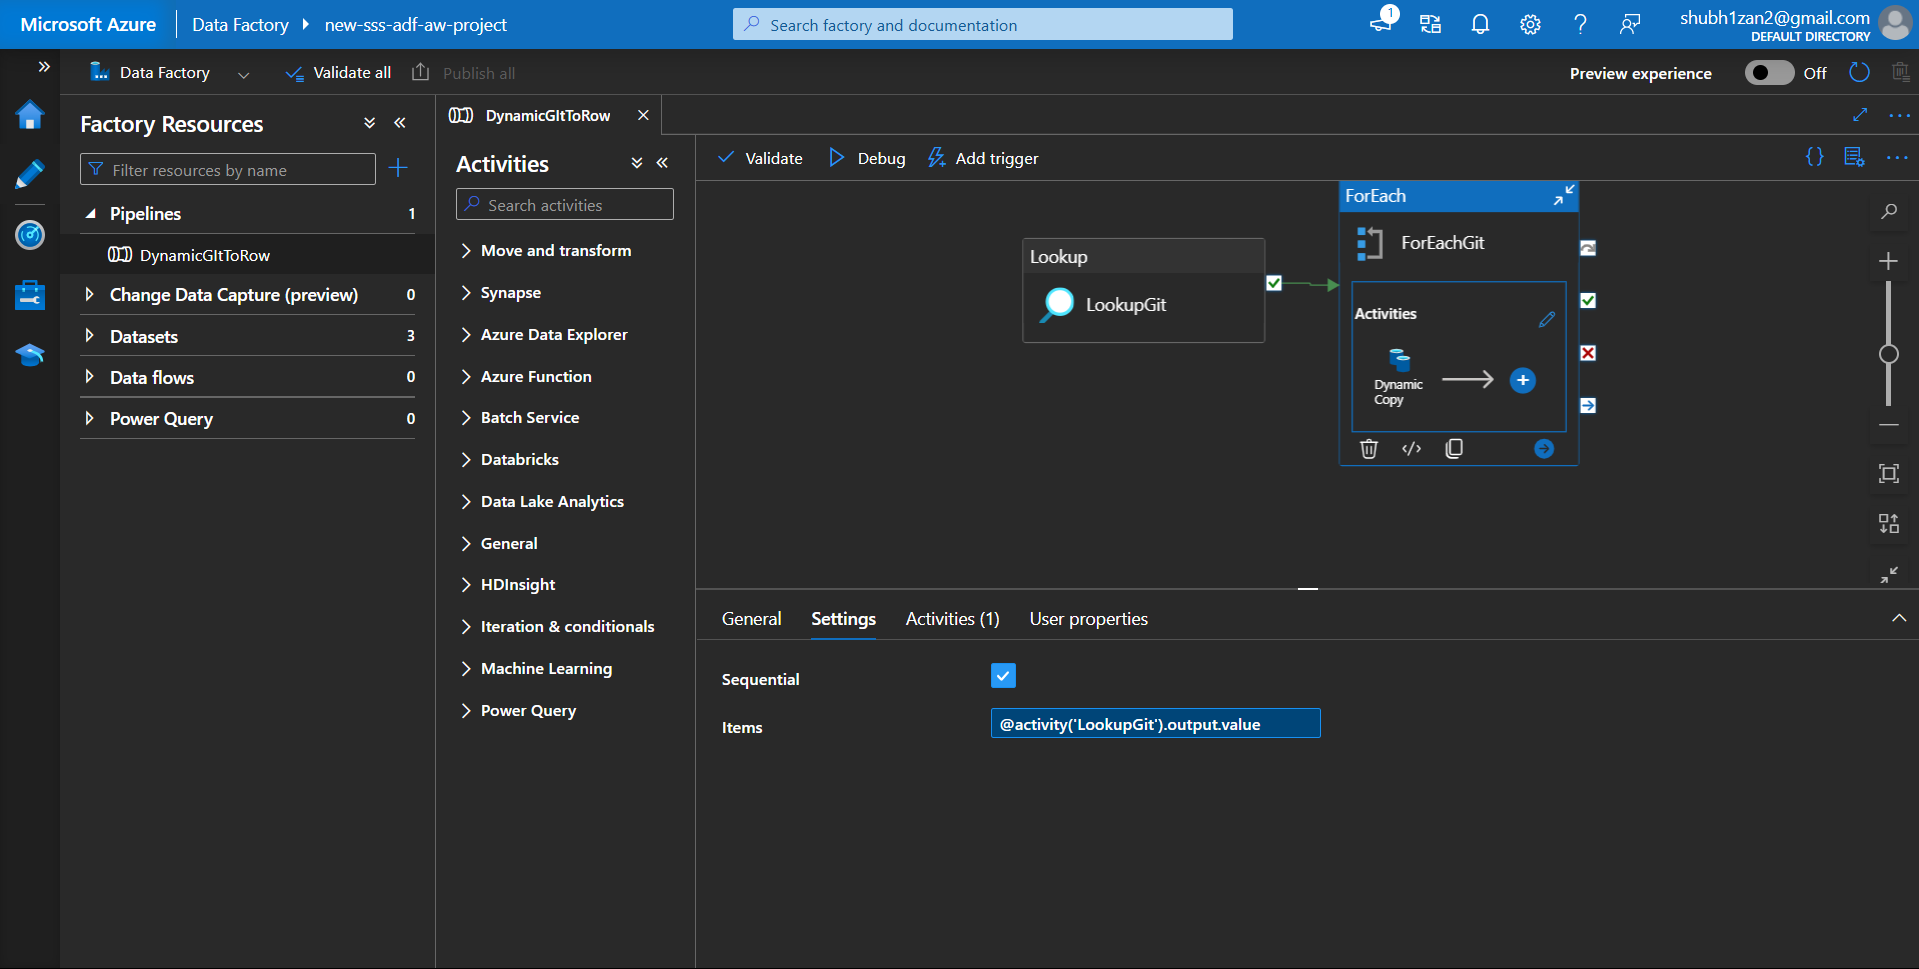 Microsoft Azure
Data Factory
new-sss-adf-aw-project
Search factory and documentation
1
shubh1zan2@gmail.com
DEFAULT DIRECTORY
Data Factory
Validate all
Publish all
Preview experience
Off
Factory Resources
Filter resources by name
Pipelines 1
DynamicGItToRow
Change Data Capture (preview) 0
Datasets 3
Data flows 0
Power Query 0
DynamicGItToRow
Activities
Search activities
Move and transform
Synapse
Azure Data Explorer
Azure Function
Batch Service
Databricks
Data Lake Analytics
General
HDInsight
Iteration & conditionals
Machine Learning
Power Query
Validate
Debug
Add trigger
{}
Lookup
LookupGit
ForEach
ForEachGit
Activities
Dynamic
Copy
</>
General
Settings
Activities (1)
User properties
Sequential
Items
@activity('LookupGit').output.value